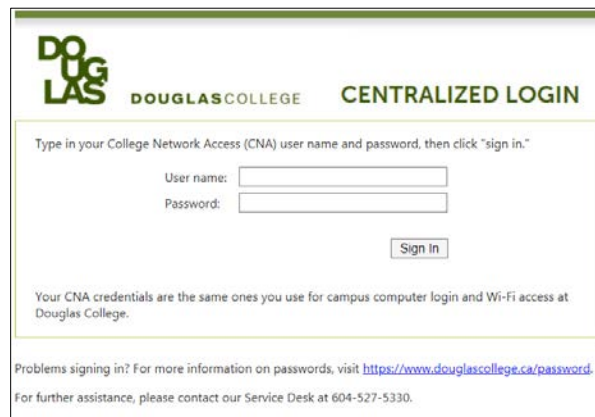 DO
UG
LAS
DOUGLASCOLLEGE
CENTRALIZED LOGIN
Type in your College Network Access (CNA) user name and password, then click "sign in."
User name:
Password:
Sign In
Your CNA credentials are the same ones you use for campus computer login and Wi-Fi access at
Douglas College.
Problems signing in? For more information on passwords, visit https://www.douglascollege.ca/password.
For further assistance, please contact our Service Desk at 604-527-5330.